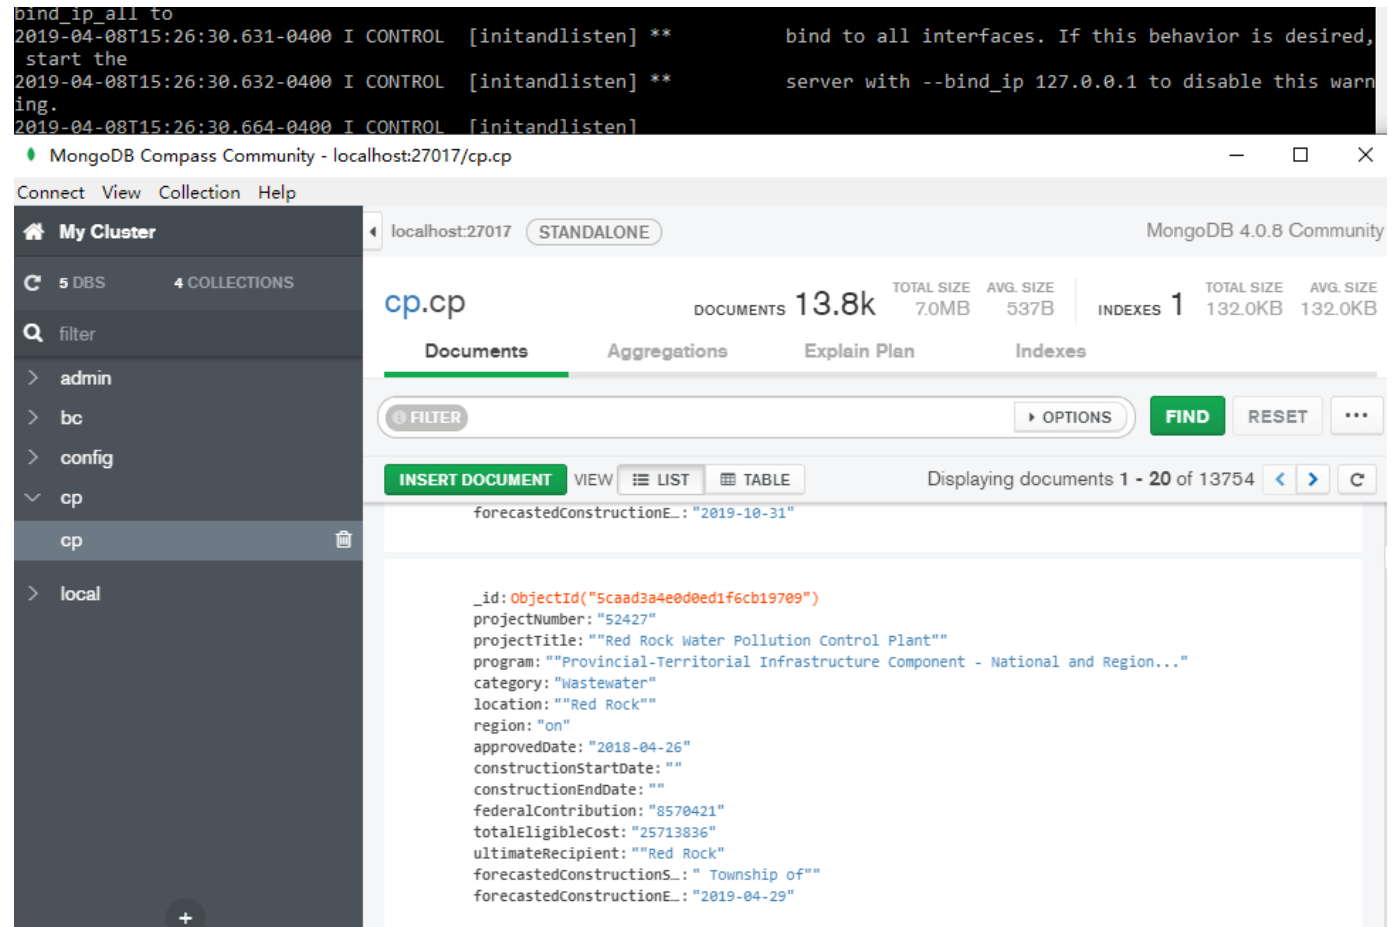 bind_ip_all to
2019-04-08T15:26:30.631-0400 I CONTROL  [initandlisten] **          bind to all interfaces. If this behavior is desired,
 start the
2019-04-08T15:26:30.632-0400 I CONTROL  [initandlisten] **          server with --bind_ip 127.0.0.1 to disable this warn
ing.
2019-04-08T15:26:30.664-0400 I CONTROL  [initandlisten]
MongoDB Compass Community - localhost:27017/cp.cp
Connect View Collection Help
My Cluster
localhost:27017 STANDALONE MongoDB 4.0.8 Community
5 DBS 4 COLLECTIONS
cp.cp DOCUMENTS 13.8k TOTAL SIZE 7.0MB AVG. SIZE 537B INDEXES 1 TOTAL SIZE 132.0KB AVG. SIZE 132.0KB
filter
Documents Aggregations Explain Plan Indexes
admin
bc
config
cp
cp
local
FILTER OPTIONS FIND RESET ...
INSERT DOCUMENT VIEW LIST TABLE Displaying documents 1 - 20 of 13754
forecastedConstructionE…: "2019-10-31"
_id: ObjectId("5caad3a4e0d0ed1f6cb19709")
projectNumber: "52427"
projectTitle: ""Red Rock Water Pollution Control Plant""
program: ""Provincial-Territorial Infrastructure Component - National and Region..."
category: "Wastewater"
location: ""Red Rock""
region: "on"
approvedDate: "2018-04-26"
constructionStartDate: ""
constructionEndDate: ""
federalContribution: "8570421"
totalEligibleCost: "25713836"
ultimateRecipient: ""Red Rock"
forecastedConstructionS…: " Township of""
forecastedConstructionE…: "2019-04-29"